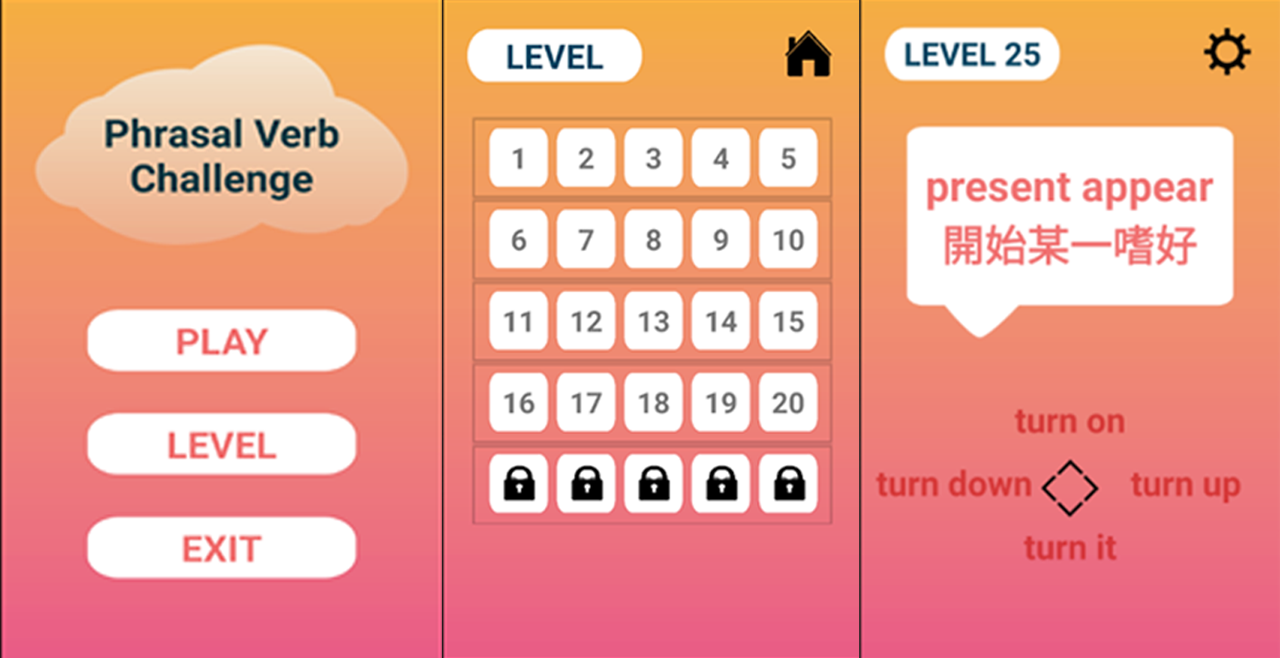 Phrasal Verb
Challenge
PLAY
LEVEL
EXIT
LEVEL
1 2 3 4 5
6 7 8 9 10
11 12 13 14 15
16 17 18 19 20
LEVEL 25
present appear
開始某一嗜好
turn on
turn down turn up
turn it